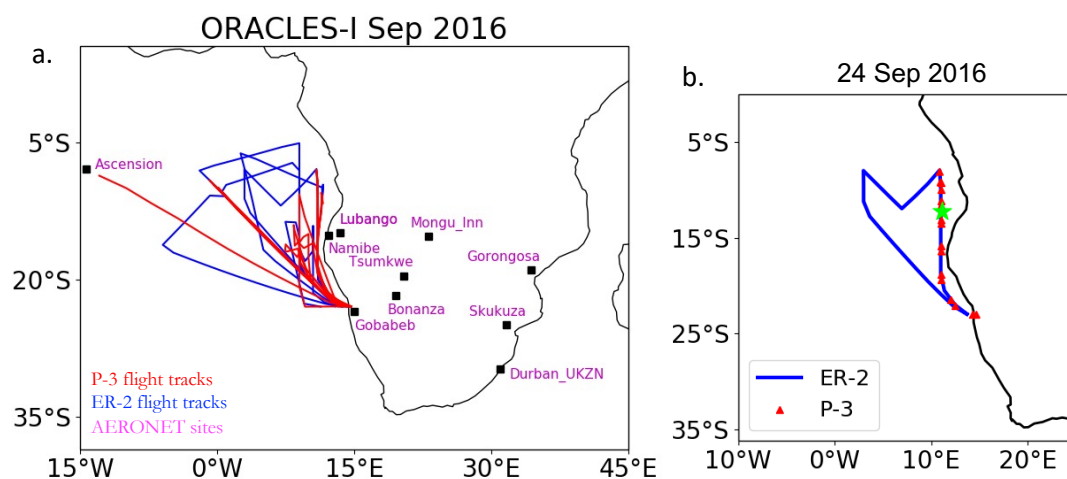 ORACLES-I Sep 2016
a.
5°S
20°S
35°S
15°W
0°W
15°E
30°E
45°E
Ascension
Lubango
Mongu_Inn
Namibe
Tsumkwe
Gorongosa
Bonanza
Gobabeb
Skukuza
Durban_UKZN
P-3 flight tracks
ER-2 flight tracks
AERONET sites
b.
24 Sep 2016
5°S
15°S
25°S
35°S
10°W
0°W
10°E
20°E
ER-2
P-3